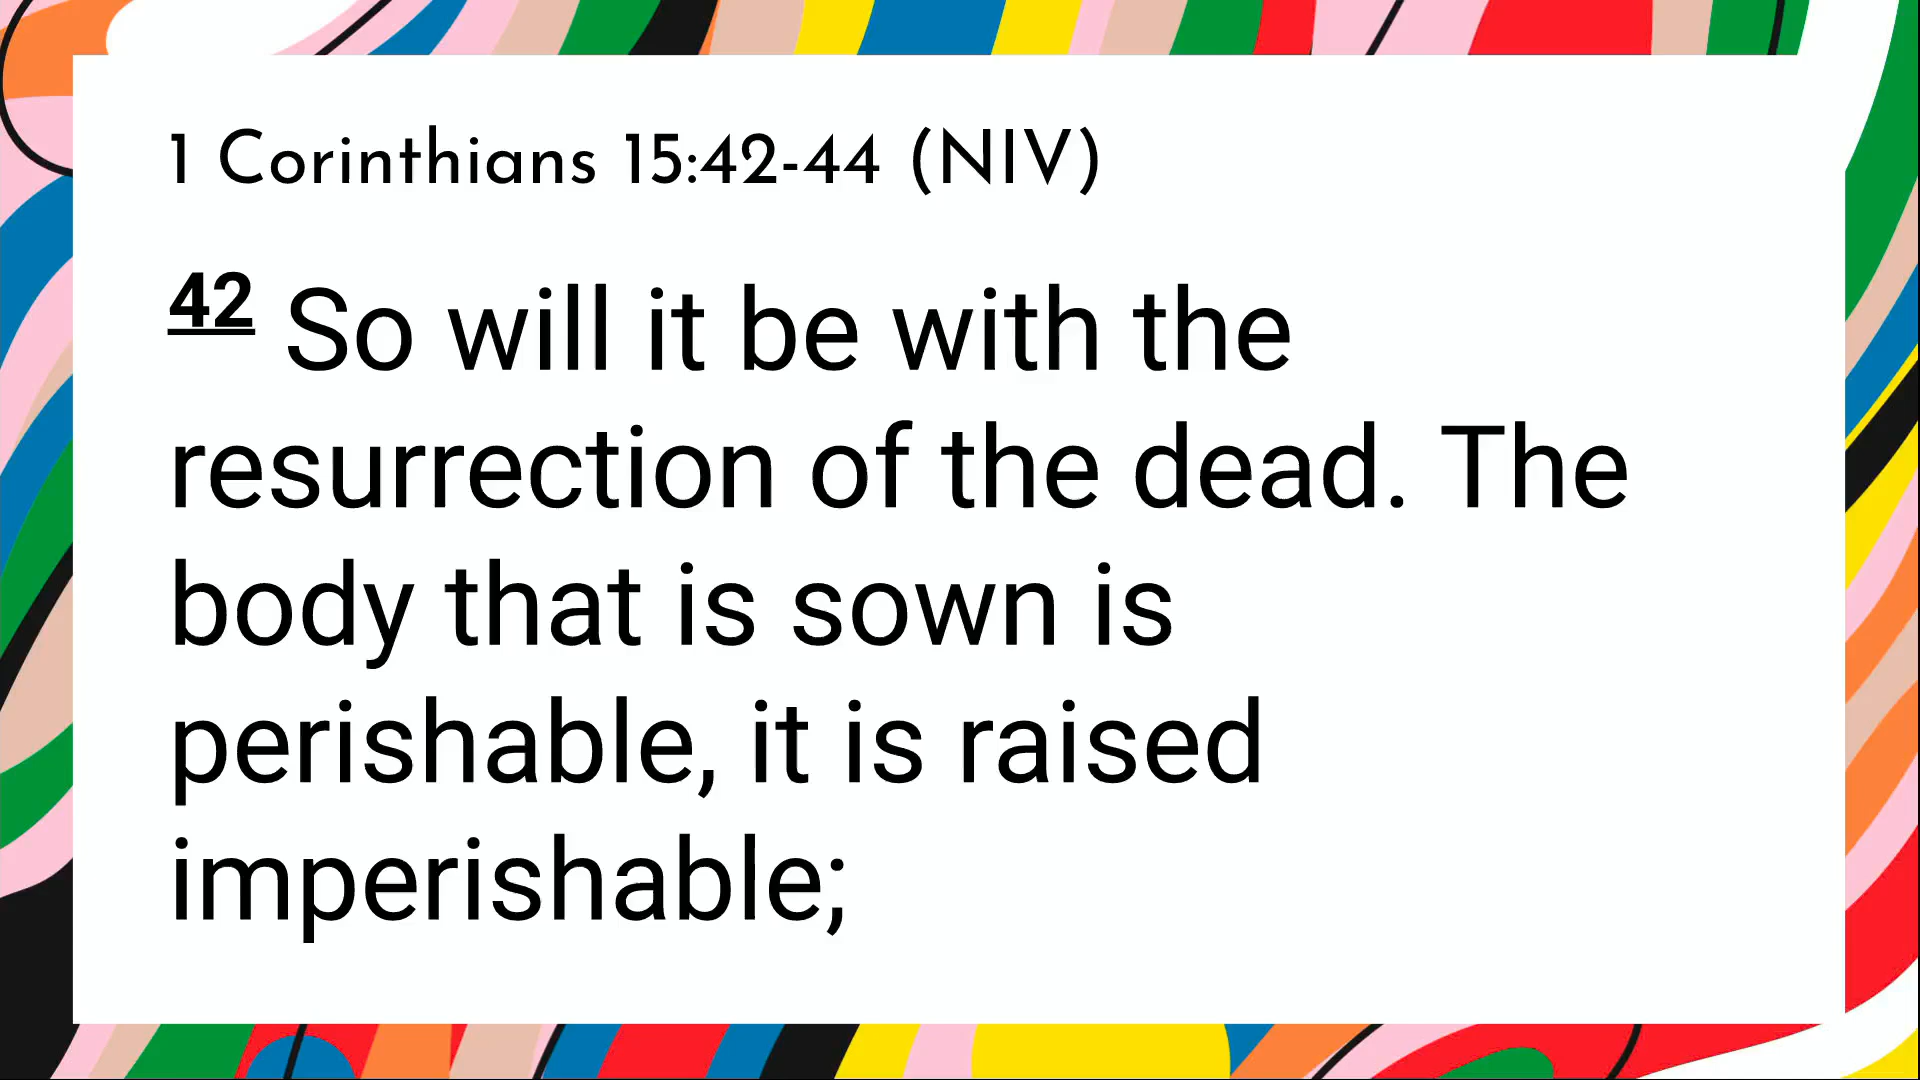 1 Corinthians 15:42-44 (NIV)
42 So will it be with the
resurrection of the dead. The
body that is sown is
perishable, it is raised
imperishable;